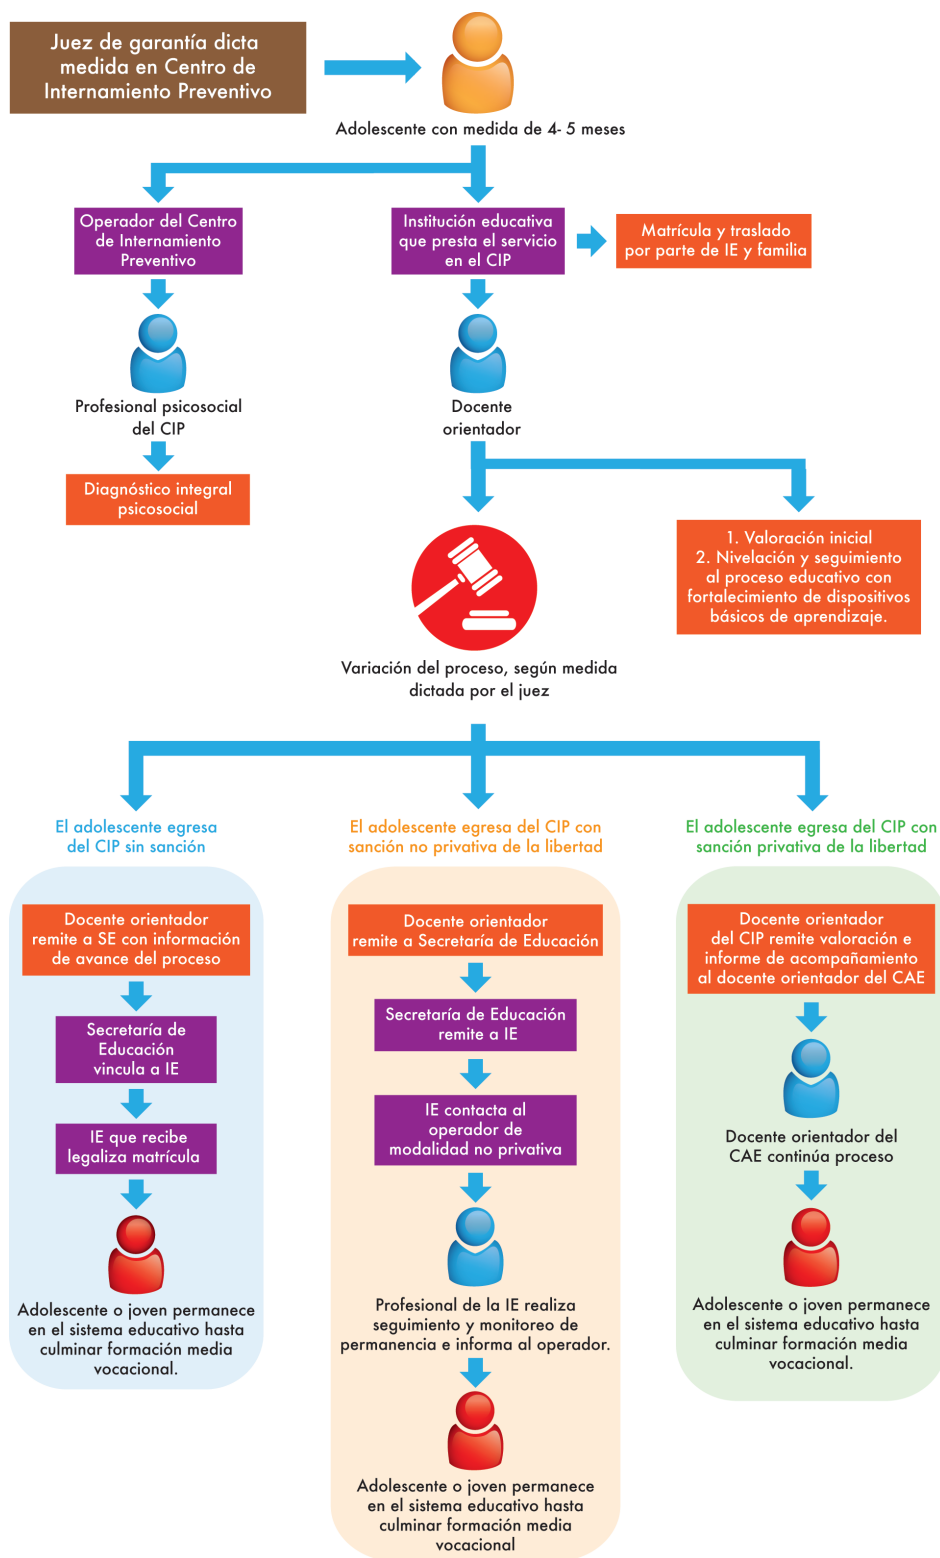 Juez de garantía dicta
medida en Centro de
Internamiento Preventivo
Adolescente con medida de 4- 5 meses
Operador del Centro
de Internamiento
Preventivo
Institución educativa
que presta el servicio
en el CIP
Matrícula y traslado
por parte de IE y familia
Profesional psicosocial
del CIP
Docente
orientador
Diagnóstico integral
psicosocial
1. Valoración inicial
2. Nivelación y seguimiento
al proceso educativo con
fortalecimiento de dispositivos
básicos de aprendizaje.
Variación del proceso, según medida
dictada por el juez
El adolescente egresa
del CIP sin sanción
Docente orientador
remite a SE con información
de avance del proceso
Secretaría de
Educación
vincula a IE
IE que recibe
legaliza matrícula
Adolescente o joven permanece
en el sistema educativo hasta
culminar formación media
vocacional.
El adolescente egresa del CIP con
sanción no privativa de la libertad
Docente orientador
remite a Secretaría de Educación
Secretaría de Educación
remite a IE
IE contacta al
operador de
modalidad no privativa
Profesional de la IE realiza
seguimiento y monitoreo de
permanencia e informa al operador.
Adolescente o joven permanece
en el sistema educativo hasta
culminar formación media
vocacional
El adolescente egresa del CIP con
sanción privativa de la libertad
Docente orientador
del CIP remite valoración e
informe de acompañamiento
al docente orientador del CAE
Docente orientador del
CAE continúa proceso
Adolescente o joven permanece
en el sistema educativo hasta
culminar formación media
vocacional.